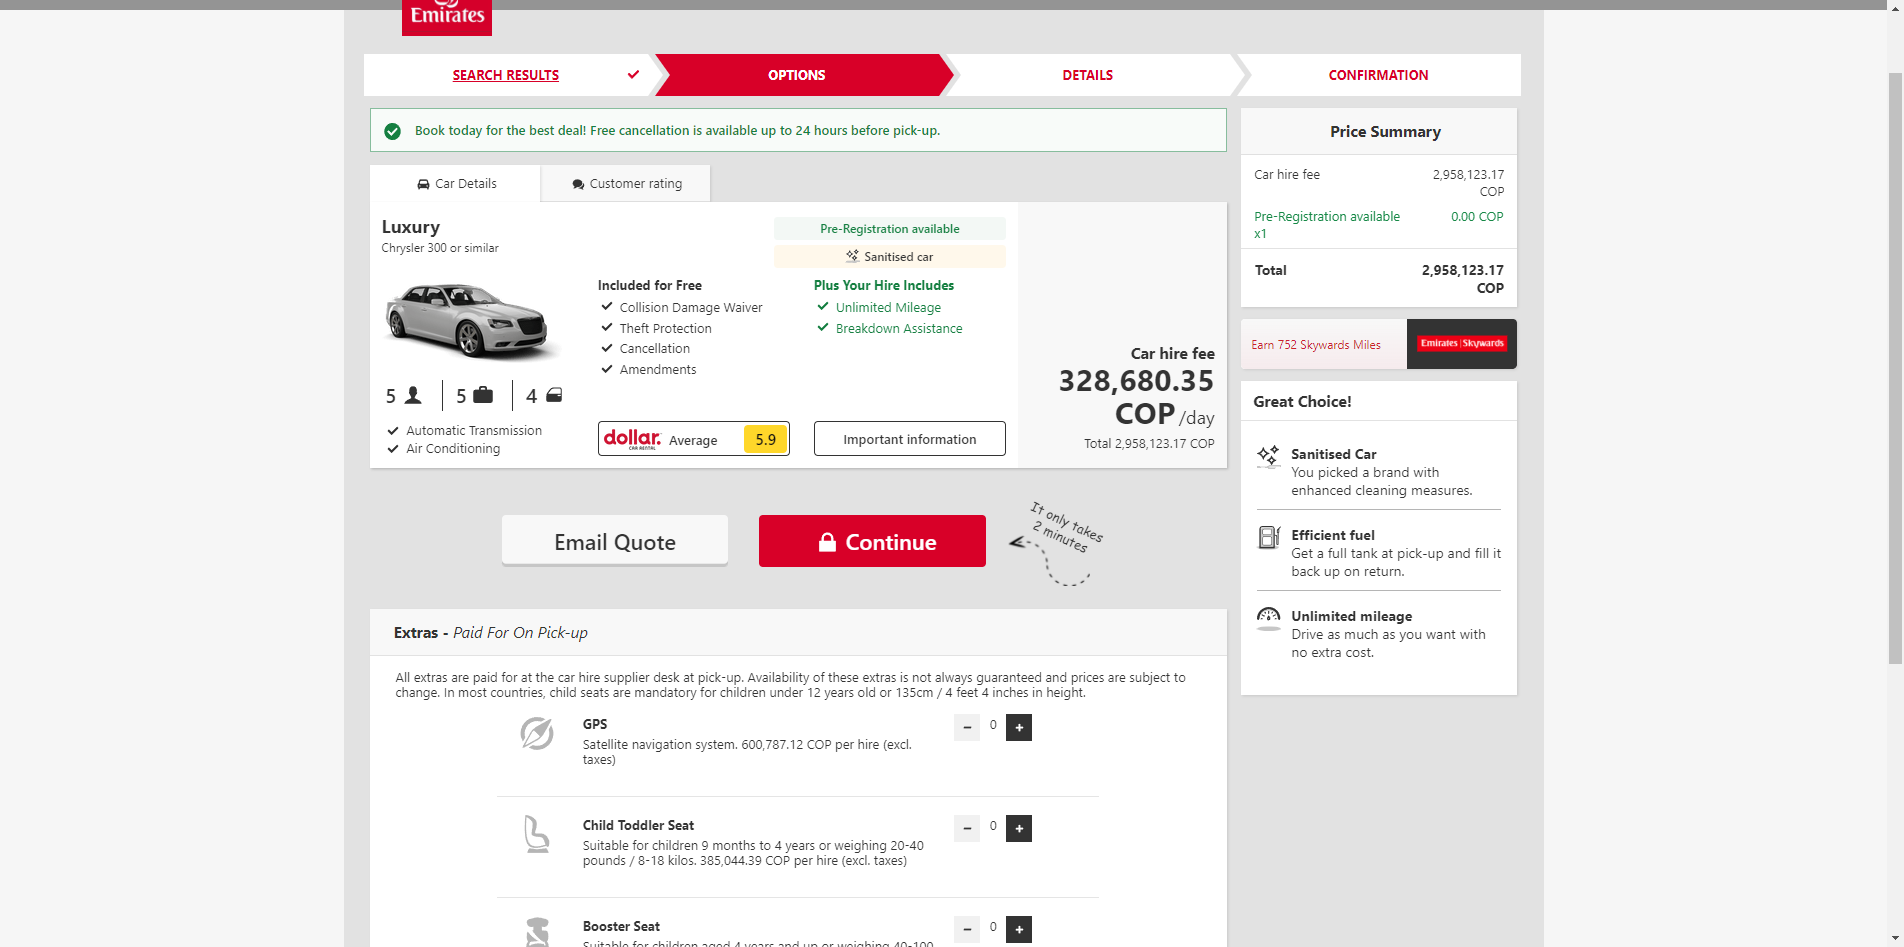 Emirates
SEARCH RESULTS
OPTIONS
DETAILS
CONFIRMATION
Book today for the best deal! Free cancellation is available up to 24 hours before pick-up.
Car Details
Customer rating
Luxury
Chrysler 300 or similar
Pre-Registration available
Sanitised car
Included for Free
Collision Damage Waiver
Theft Protection
Cancellation
Amendments
Plus Your Hire Includes
Unlimited Mileage
Breakdown Assistance
5
5
4
Automatic Transmission
Air Conditioning
dollar.
CAR RENTAL
Average
5.9
Important information
Car hire fee
328,680.35
COP /day
Total 2,958,123.17 COP
Email Quote
Continue
It only takes
2 minutes
Extras - Paid For On Pick-up
All extras are paid for at the car hire supplier desk at pick-up. Availability of these extras is not always guaranteed and prices are subject to
change. In most countries, child seats are mandatory for children under 12 years old or 135cm / 4 feet 4 inches in height.
GPS
Satellite navigation system. 600,787.12 COP per hire (excl.
taxes)
− 0 +
Child Toddler Seat
Suitable for children 9 months to 4 years or weighing 20-40
pounds / 8-18 kilos. 385,044.39 COP per hire (excl. taxes)
− 0 +
Booster Seat
Suitable for children aged 4 years and up or weighing 40-100
− 0 +
Price Summary
Car hire fee
2,958,123.17
COP
Pre-Registration available
x1
0.00 COP
Total
2,958,123.17
COP
Earn 752 Skywards Miles
Emirates | Skywards
Great Choice!
Sanitised Car
You picked a brand with
enhanced cleaning measures.
Efficient fuel
Get a full tank at pick-up and fill it
back up on return.
Unlimited mileage
Drive as much as you want with
no extra cost.